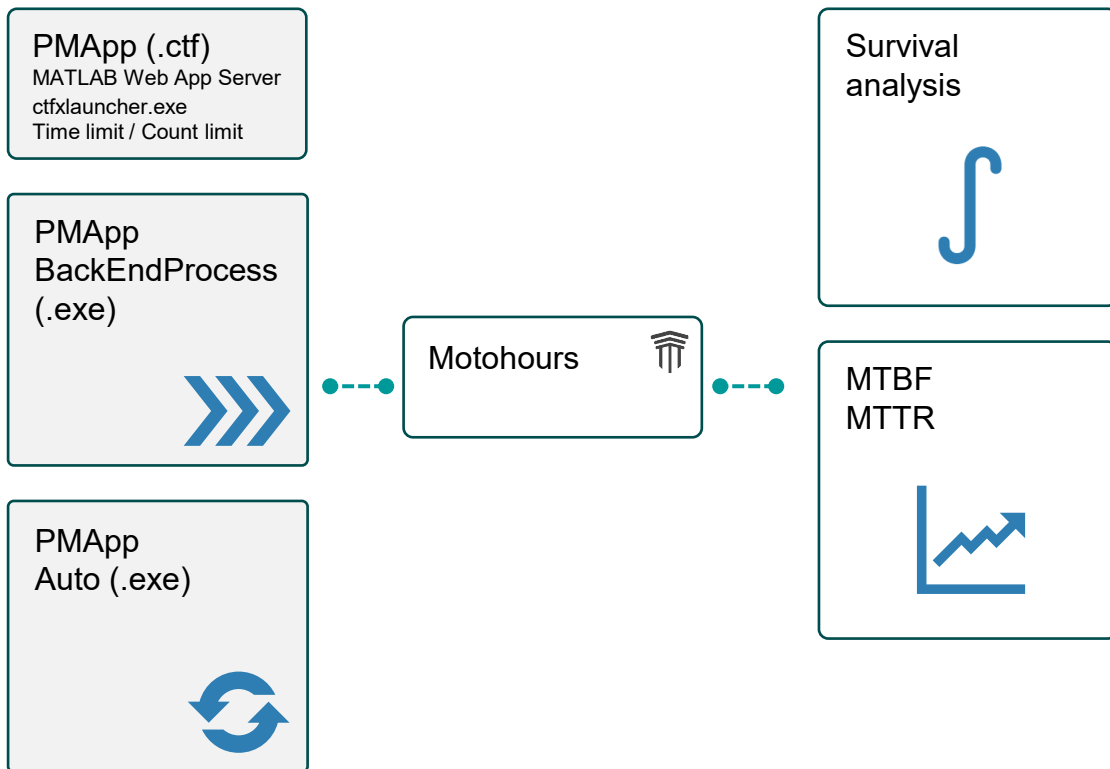 PMApp (.ctf)
MATLAB Web App Server
ctfxlauncher.exe
Time limit / Count limit
PMApp
BackEndProcess
(.exe)
PMApp
Auto (.exe)
Motohours
Survival
analysis
MTBF
MTTR